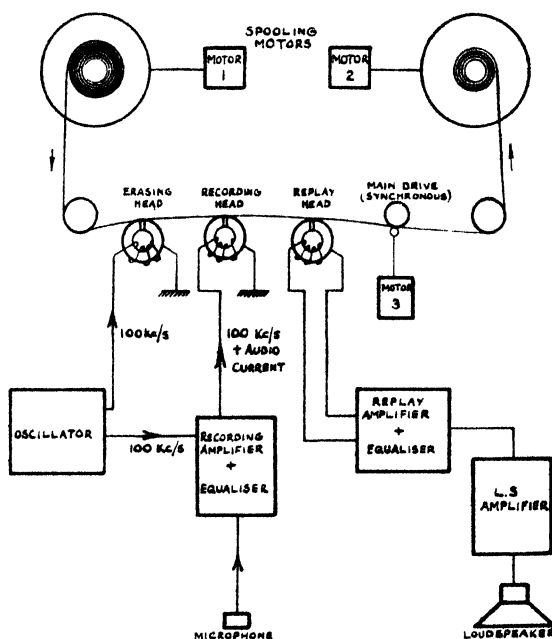 SPOOLING
MOTORS
MOTOR
1
MOTOR
2
ERASING
HEAD
RECORDING
HEAD
REPLAY
HEAD
MAIN DRIVE
(SYNCHRONOUS)
MOTOR
3
100Kc/s
100 Kc/s
+ AUDIO
CURRENT
OSCILLATOR
100 Kc/s
RECORDING
AMPLIFIER
+
EQUALISER
REPLAY
AMPLIFIER
+
EQUALISER
L.S
AMPLIFIER
MICROPHONE
LOUDSPEAKER